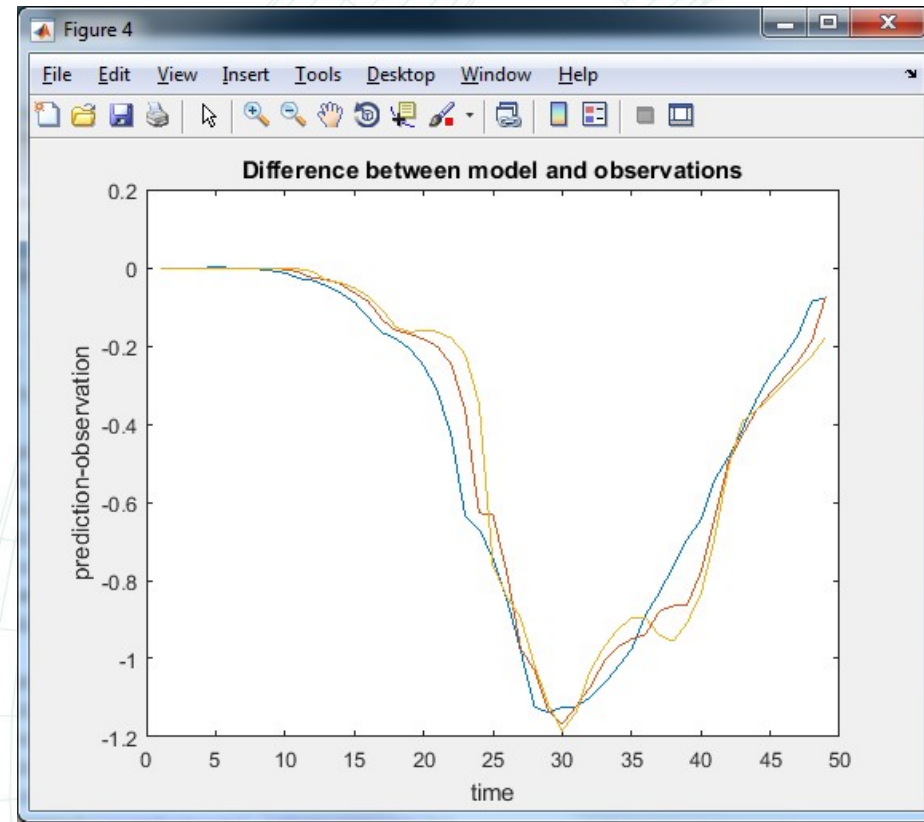 Figure 4
File Edit View Insert Tools Desktop Window Help
Difference between model and observations
0.2
0
-0.2
-0.4
-0.6
-0.8
-1
-1.2
prediction-observation
0 5 10 15 20 25 30 35 40 45 50
time